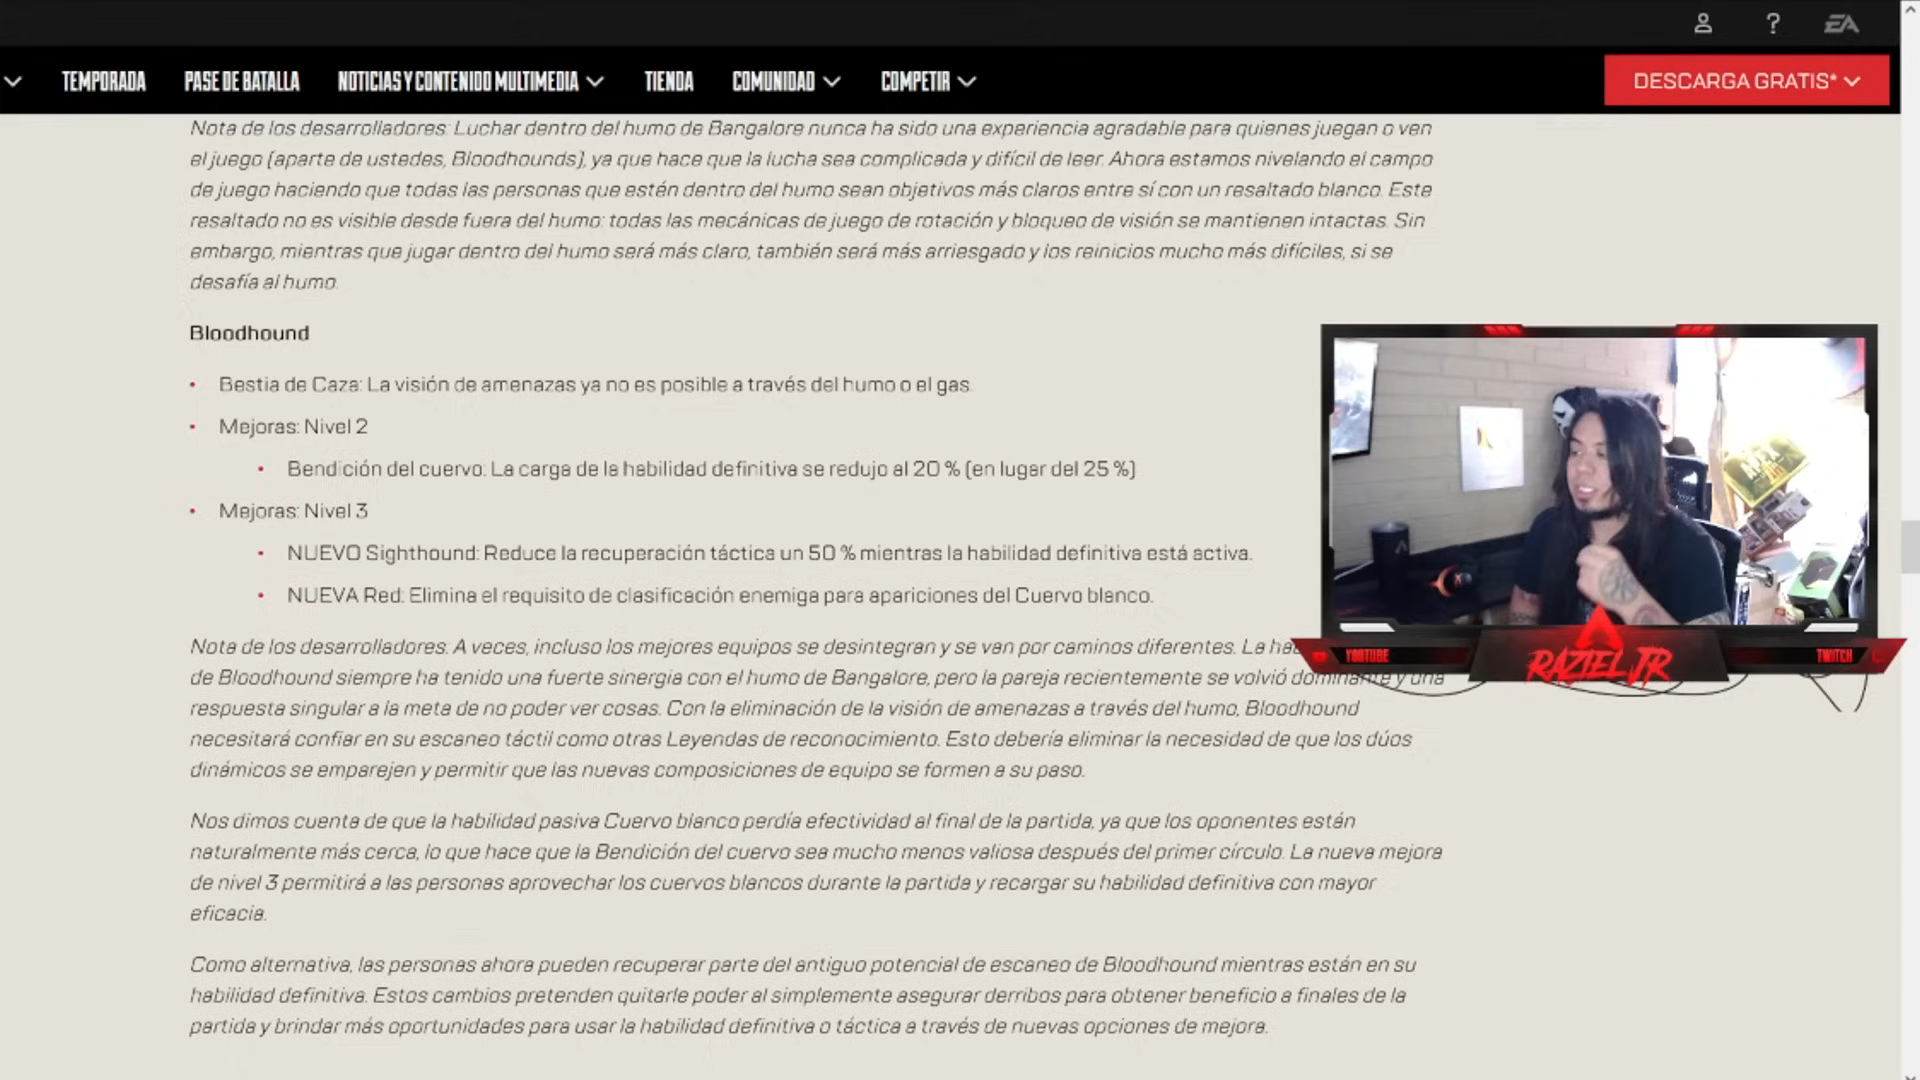 EA
TEMPORADA
PASE DE BATALLA
NOTICIAS Y CONTENIDO MULTIMEDIA
TIENDA
COMUNIDAD
COMPETIR
DESCARGA GRATIS*
Nota de los desarrolladores: Luchar dentro del humo de Bangalore nunca ha sido una experiencia agradable para quienes juegan o ven
el juego (aparte de ustedes, Bloodhounds), ya que hace que la lucha sea complicada y difícil de leer. Ahora estamos nivelando el campo
de juego haciendo que todas las personas que estén dentro del humo sean objetivos más claros entre sí con un resaltado blanco. Este
resaltado no es visible desde fuera del humo: todas las mecánicas de juego de rotación y bloqueo de visión se mantienen intactas. Sin
embargo, mientras que jugar dentro del humo será más claro, también será más arriesgado y los reinicios mucho más difíciles, si se
desafía al humo.
Bloodhound
• Bestia de Caza: La visión de amenazas ya no es posible a través del humo o el gas.
• Mejoras: Nivel 2
• Bendición del cuervo: La carga de la habilidad definitiva se redujo al 20 % (en lugar del 25 %)
• Mejoras: Nivel 3
• NUEVO Sighthound: Reduce la recuperación táctica un 50 % mientras la habilidad definitiva está activa.
• NUEVA Red: Elimina el requisito de clasificación enemiga para apariciones del Cuervo blanco.
Nota de los desarrolladores: A veces, incluso los mejores equipos se desintegran y se van por caminos diferentes. La
de Bloodhound siempre ha tenido una fuerte sinergia con el humo de Bangalore, pero la pareja recientemente se volvió dominante y una
respuesta singular a la meta de no poder ver cosas. Con la eliminación de la visión de amenazas a través del humo, Bloodhound
necesitará confiar en su escaneo táctil como otras Leyendas de reconocimiento. Esto debería eliminar la necesidad de que los dúos
dinámicos se emparejen y permitir que las nuevas composiciones de equipo se formen a su paso.
Nos dimos cuenta de que la habilidad pasiva Cuervo blanco perdía efectividad al final de la partida, ya que los oponentes están
naturalmente más cerca, lo que hace que la Bendición del cuervo sea mucho menos valiosa después del primer círculo. La nueva mejora
de nivel 3 permitirá a las personas aprovechar los cuervos blancos durante la partida y recargar su habilidad definitiva con mayor
eficacia.
Como alternativa, las personas ahora pueden recuperar parte del antiguo potencial de escaneo de Bloodhound mientras están en su
habilidad definitiva. Estos cambios pretenden quitarle poder al simplemente asegurar derribos para obtener beneficio a finales de la
partida y brindar más oportunidades para usar la habilidad definitiva o táctica a través de nuevas opciones de mejora.
YOUTUBE
RAZIEL JR
TWITCH